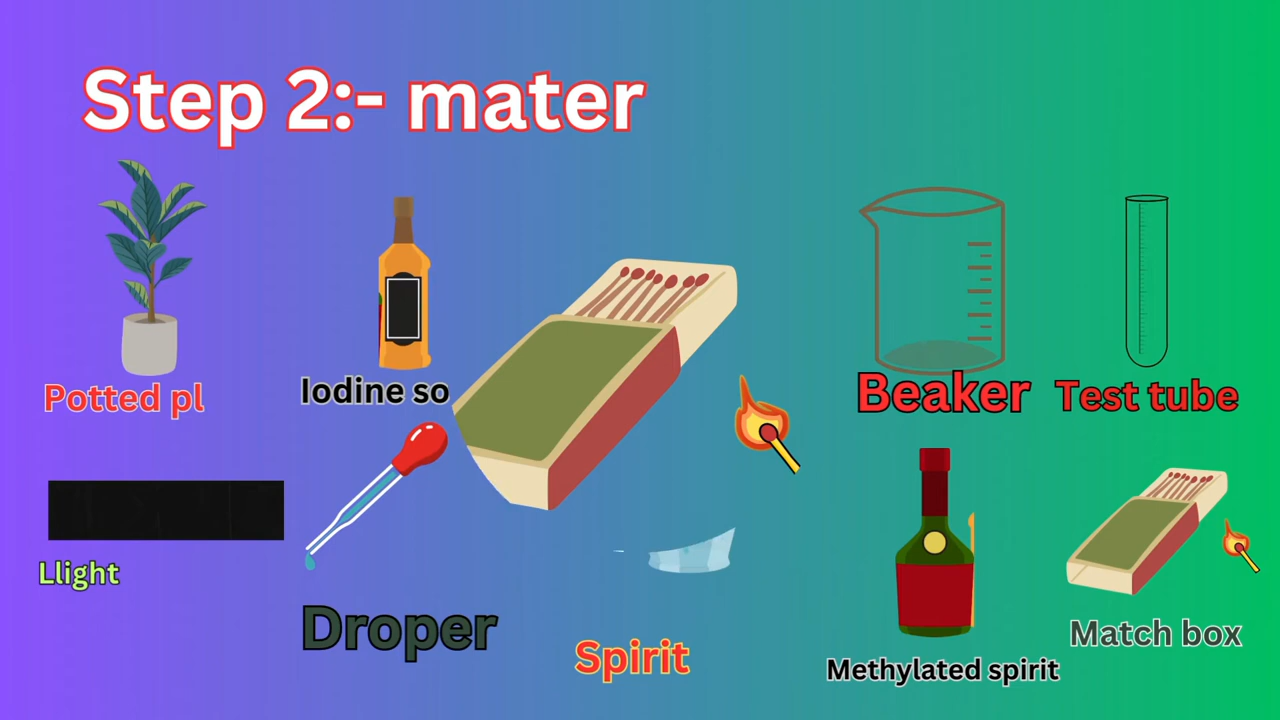 Step 2:- mater
Potted pl
Iodine so
Beaker
Test tube
Llight
Droper
Spirit
Methylated spirit
Match box